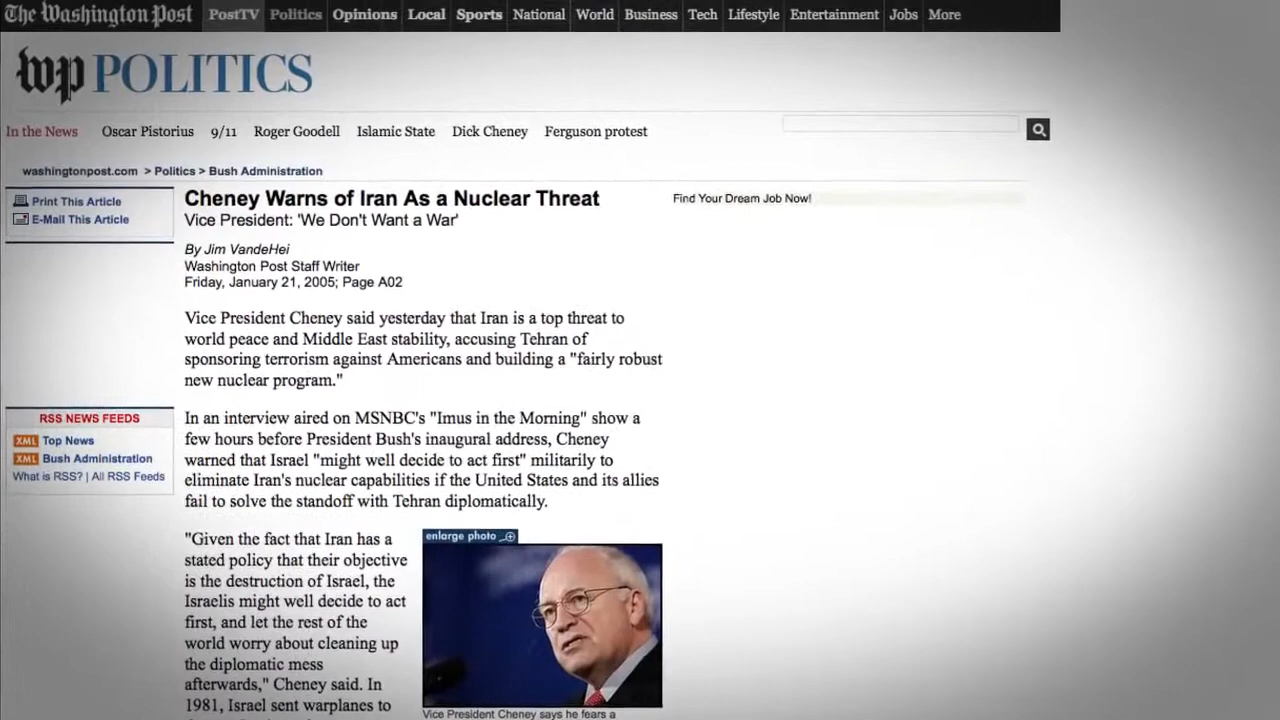 The Washington Post PostTV Politics Opinions Local Sports National World Business Tech Lifestyle Entertainment Jobs More
wp POLITICS
In the News Oscar Pistorius 9/11 Roger Goodell Islamic State Dick Cheney Ferguson protest
washingtonpost.com > Politics > Bush Administration
Print This Article
E-Mail This Article
Cheney Warns of Iran As a Nuclear Threat
Vice President: 'We Don't Want a War'
Find Your Dream Job Now!
By Jim VandeHei
Washington Post Staff Writer
Friday, January 21, 2005; Page A02
Vice President Cheney said yesterday that Iran is a top threat to
world peace and Middle East stability, accusing Tehran of
sponsoring terrorism against Americans and building a "fairly robust
new nuclear program."
RSS NEWS FEEDS
XML Top News
XML Bush Administration
What is RSS? | All RSS Feeds
In an interview aired on MSNBC's "Imus in the Morning" show a
few hours before President Bush's inaugural address, Cheney
warned that Israel "might well decide to act first" militarily to
eliminate Iran's nuclear capabilities if the United States and its allies
fail to solve the standoff with Tehran diplomatically.
"Given the fact that Iran has a
stated policy that their objective
is the destruction of Israel, the
Israelis might well decide to act
first, and let the rest of the
world worry about cleaning up
the diplomatic mess
afterwards," Cheney said. In
1981, Israel sent warplanes to
enlarge photo
Vice President Cheney says he fears a